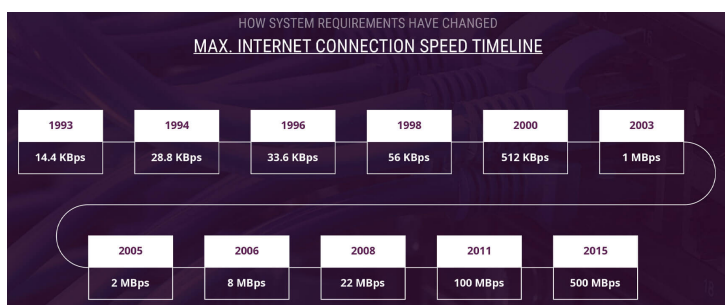 HOW SYSTEM REQUIREMENTS HAVE CHANGED
MAX. INTERNET CONNECTION SPEED TIMELINE
1993 1994 1996 1998 2000 2003
14.4 KBps 28.8 KBps 33.6 KBps 56 KBps 512 KBps 1 MBps
2005 2006 2008 2011 2015
2 MBps 8 MBps 22 MBps 100 MBps 500 MBps